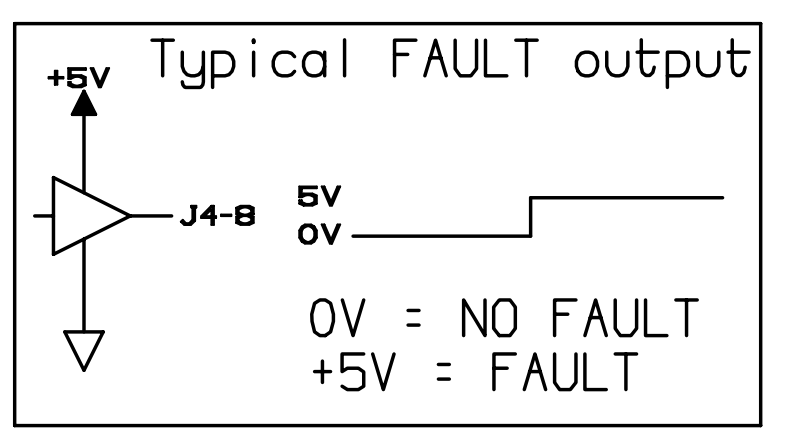 Typical FAULT output
+5V
5V
J4-8
0V
0V = NO FAULT
+5V = FAULT